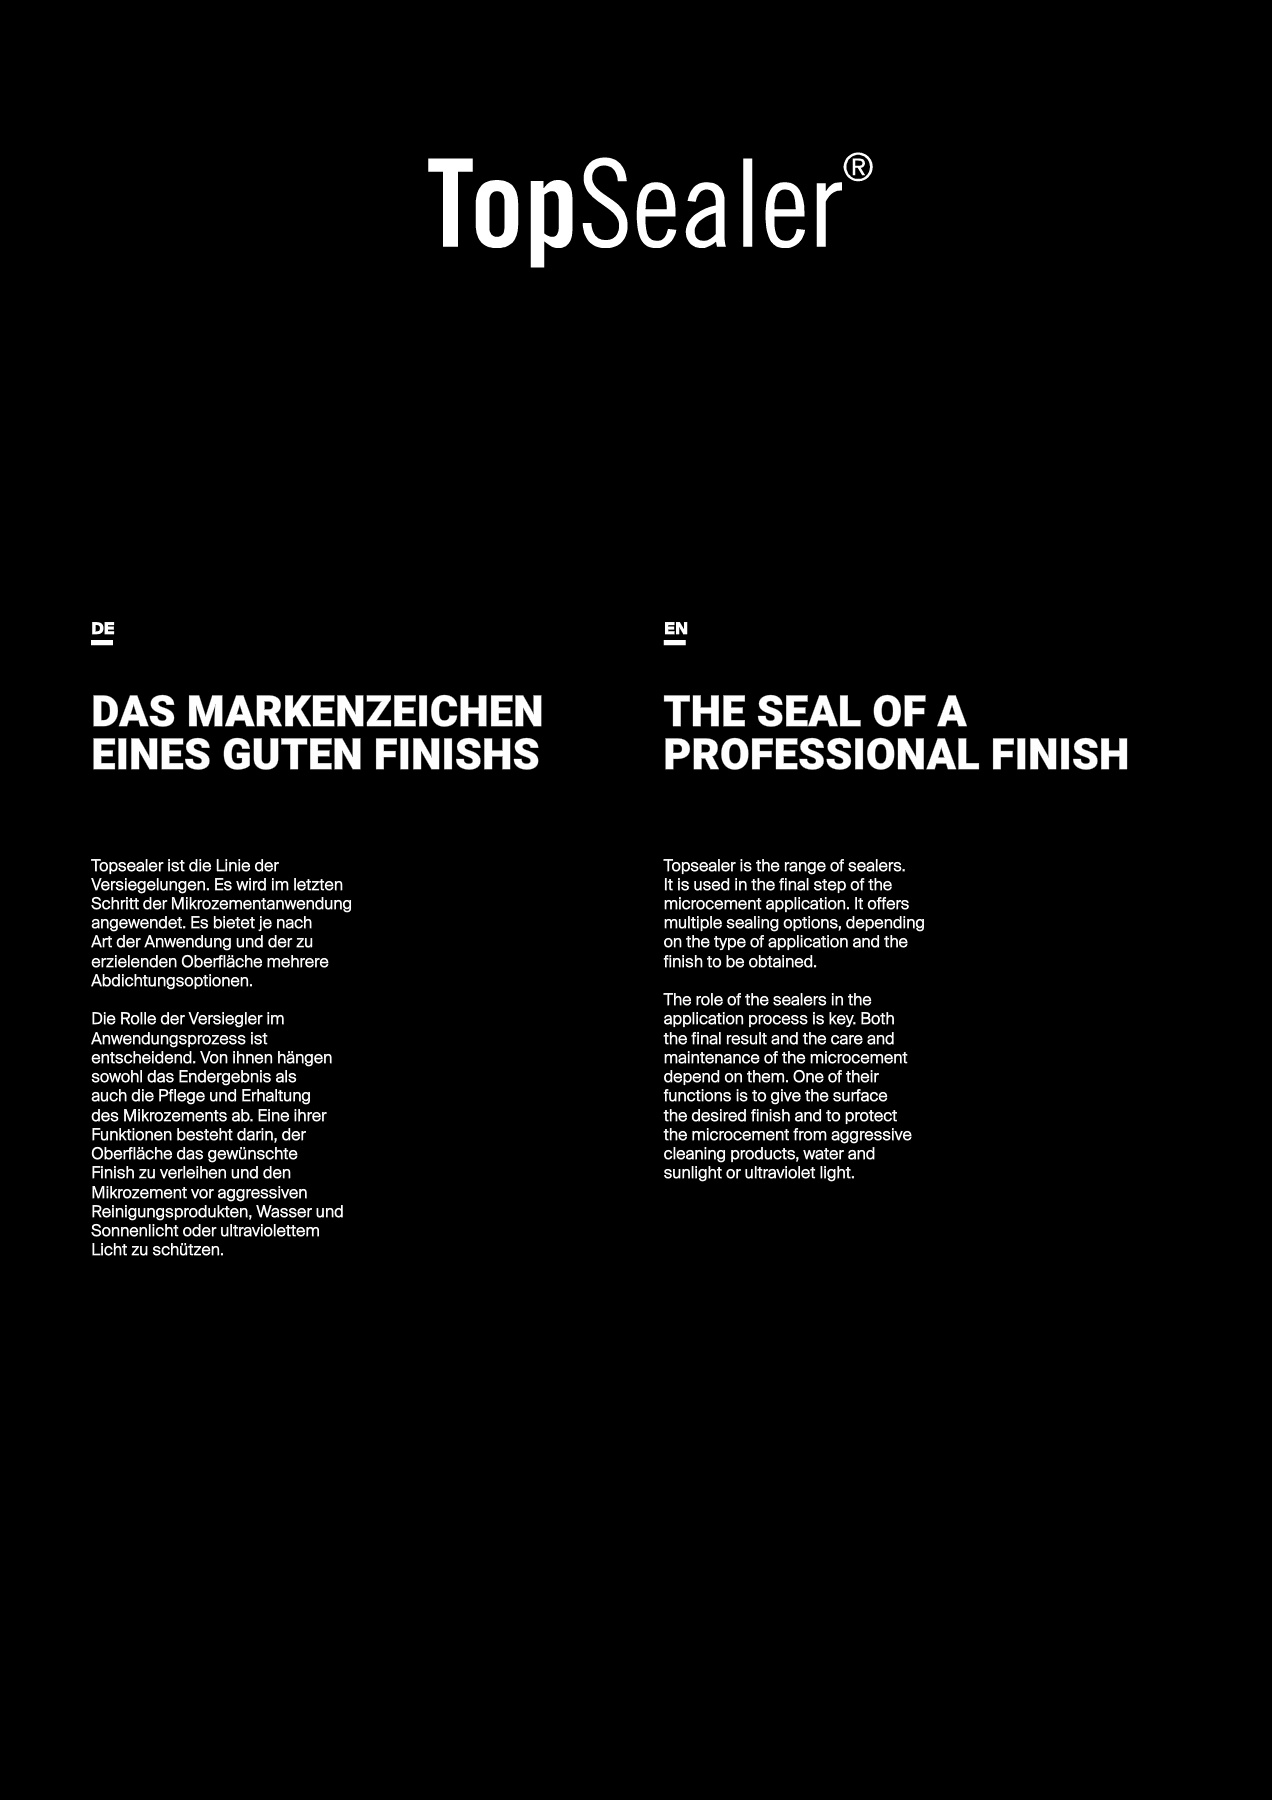 TopSealer®
DE
DAS MARKENZEICHEN
EINES GUTEN FINISHS
Topsealer ist die Linie der
Versiegelungen. Es wird im letzten
Schritt der Mikrozementanwendung
angewendet. Es bietet je nach
Art der Anwendung und der zu
erzielenden Oberfläche mehrere
Abdichtungsoptionen.
Die Rolle der Versiegler im
Anwendungsprozess ist
entscheidend. Von ihnen hängen
sowohl das Endergebnis als
auch die Pflege und Erhaltung
des Mikrozements ab. Eine ihrer
Funktionen besteht darin, der
Oberfläche das gewünschte
Finish zu verleihen und den
Mikrozement vor aggressiven
Reinigungsprodukten, Wasser und
Sonnenlicht oder ultraviolettem
Licht zu schützen.
EN
THE SEAL OF A
PROFESSIONAL FINISH
Topsealer is the range of sealers.
It is used in the final step of the
microcement application. It offers
multiple sealing options, depending
on the type of application and the
finish to be obtained.
The role of the sealers in the
application process is key. Both
the final result and the care and
maintenance of the microcement
depend on them. One of their
functions is to give the surface
the desired finish and to protect
the microcement from aggressive
cleaning products, water and
sunlight or ultraviolet light.